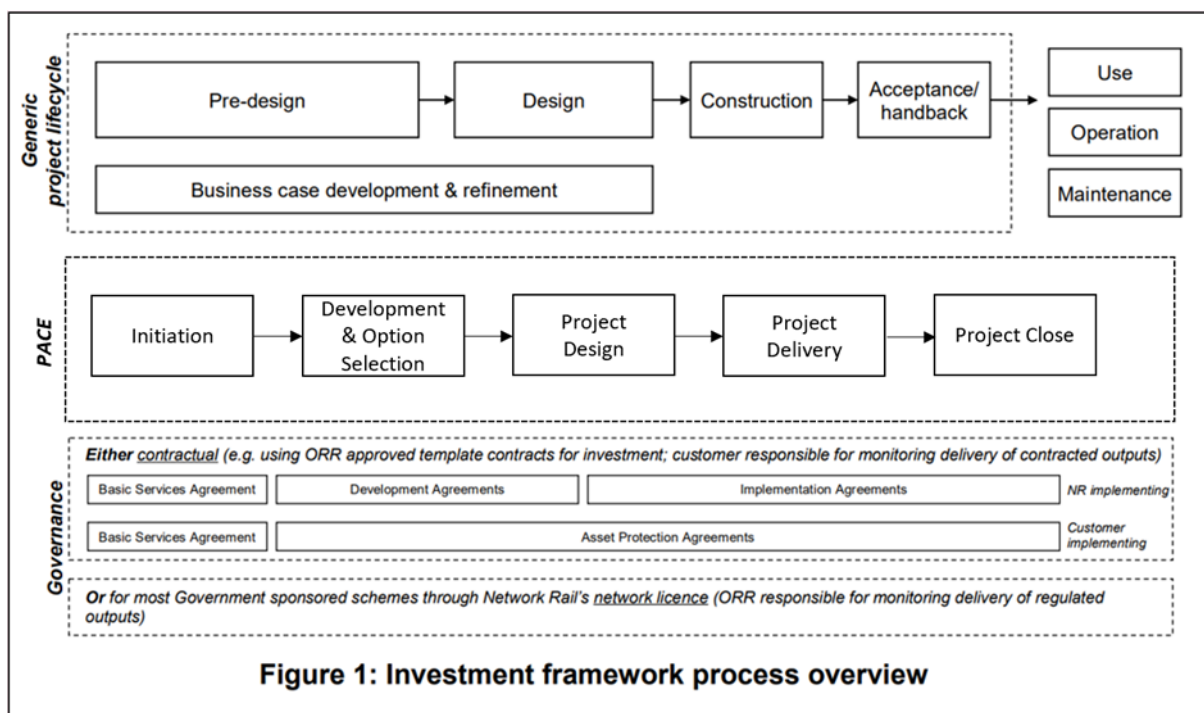 Generic
project lifecycle
Pre-design
Design
Construction
Acceptance/
handback
Use
Operation
Maintenance
Business case development & refinement
PACE
Initiation
Development
& Option
Selection
Project
Design
Project
Delivery
Project Close
Governance
Either contractual (e.g. using ORR approved template contracts for investment; customer responsible for monitoring delivery of contracted outputs)
Basic Services Agreement
Development Agreements
Implementation Agreements
NR implementing
Basic Services Agreement
Asset Protection Agreements
Customer
implementing
Or for most Government sponsored schemes through Network Rail's network licence (ORR responsible for monitoring delivery of regulated
outputs)
Figure 1: Investment framework process overview